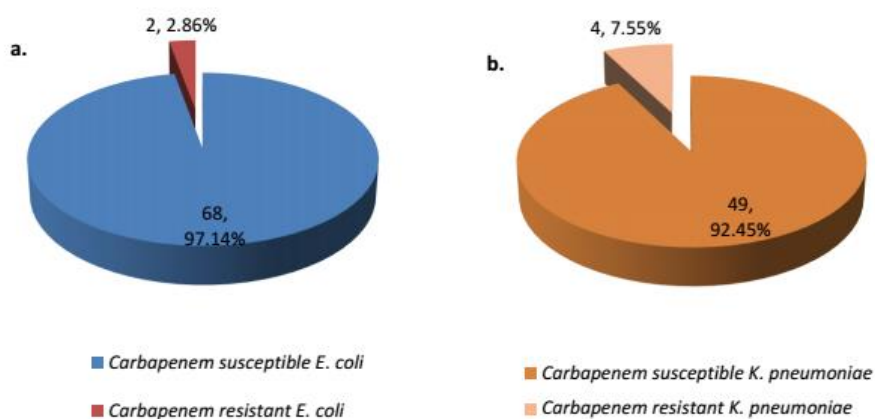 a.
2, 2.86%
68,
97.14%
Carbapenem susceptible E. coli
Carbapenem resistant E. coli
b.
4, 7.55%
49,
92.45%
Carbapenem susceptible K. pneumoniae
Carbapenem resistant K. pneumoniae